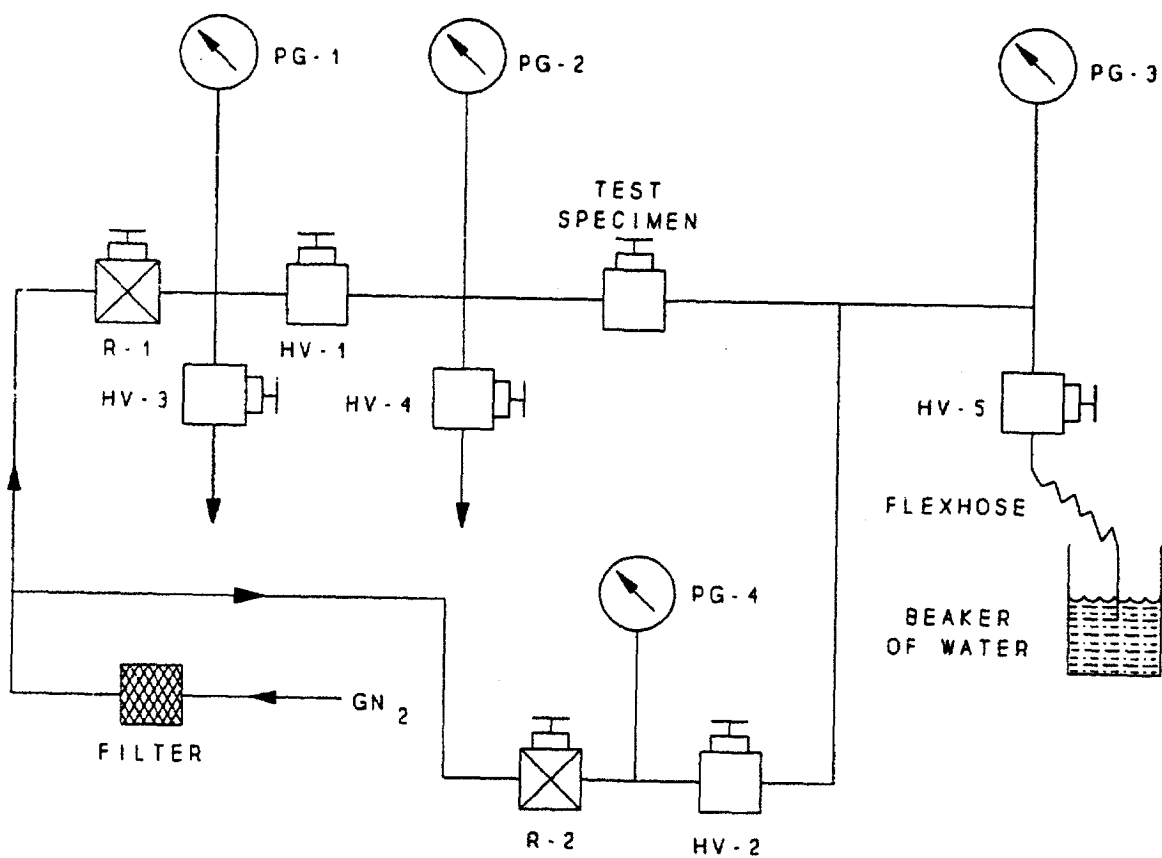 PG-1
PG-2
PG-3
TEST
SPECIMEN
R-1
HV-1
HV-3
HV-4
HV-5
FLEXHOSE
PG-4
BEAKER
OF WATER
GN2
FILTER
R-2
HV-2